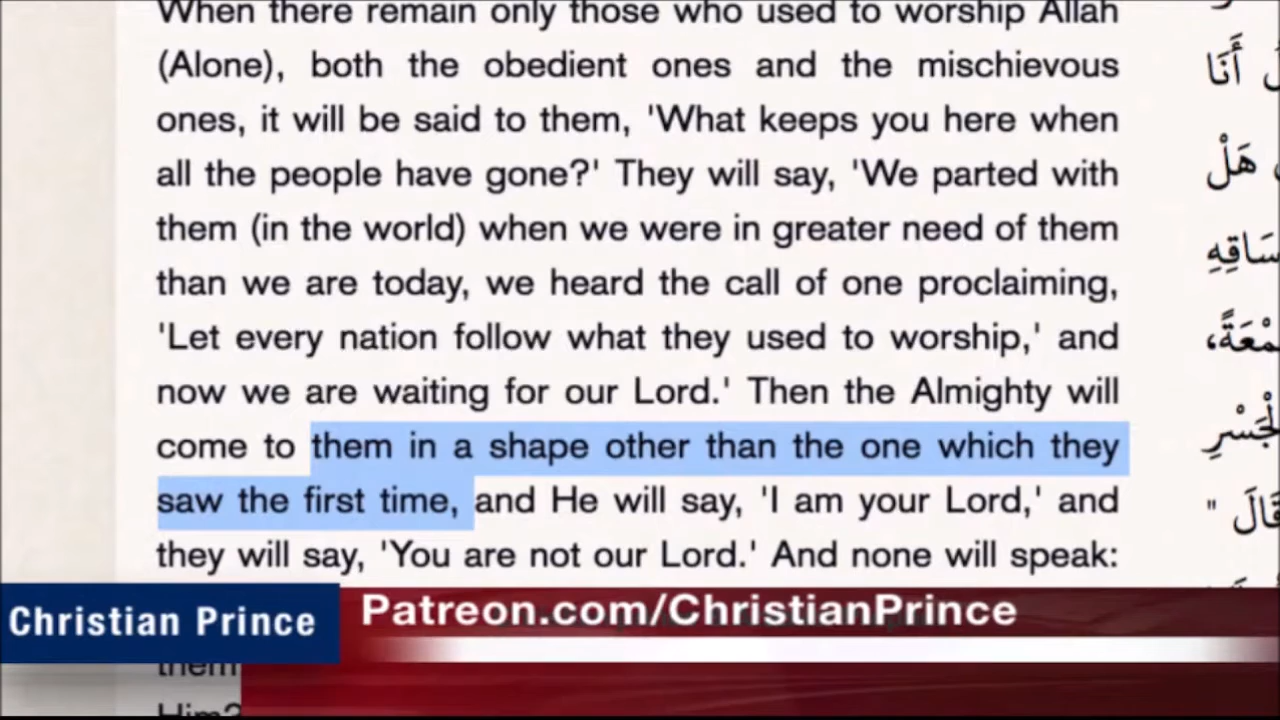 When there remain only those who used to worship Allah
(Alone), both the obedient ones and the mischievous
ones, it will be said to them, 'What keeps you here when
all the people have gone?' They will say, 'We parted with
them (in the world) when we were in greater need of them
than we are today, we heard the call of one proclaiming,
'Let every nation follow what they used to worship,' and
now we are waiting for our Lord.' Then the Almighty will
come to them in a shape other than the one which they
saw the first time, and He will say, 'I am your Lord,' and
they will say, 'You are not our Lord.' And none will speak:
them
Him?
أَنَا
هَلْ
سَاقِهِ
الْجَسْرِ
قَالَ "
Christian Prince
Patreon.com/ChristianPrince